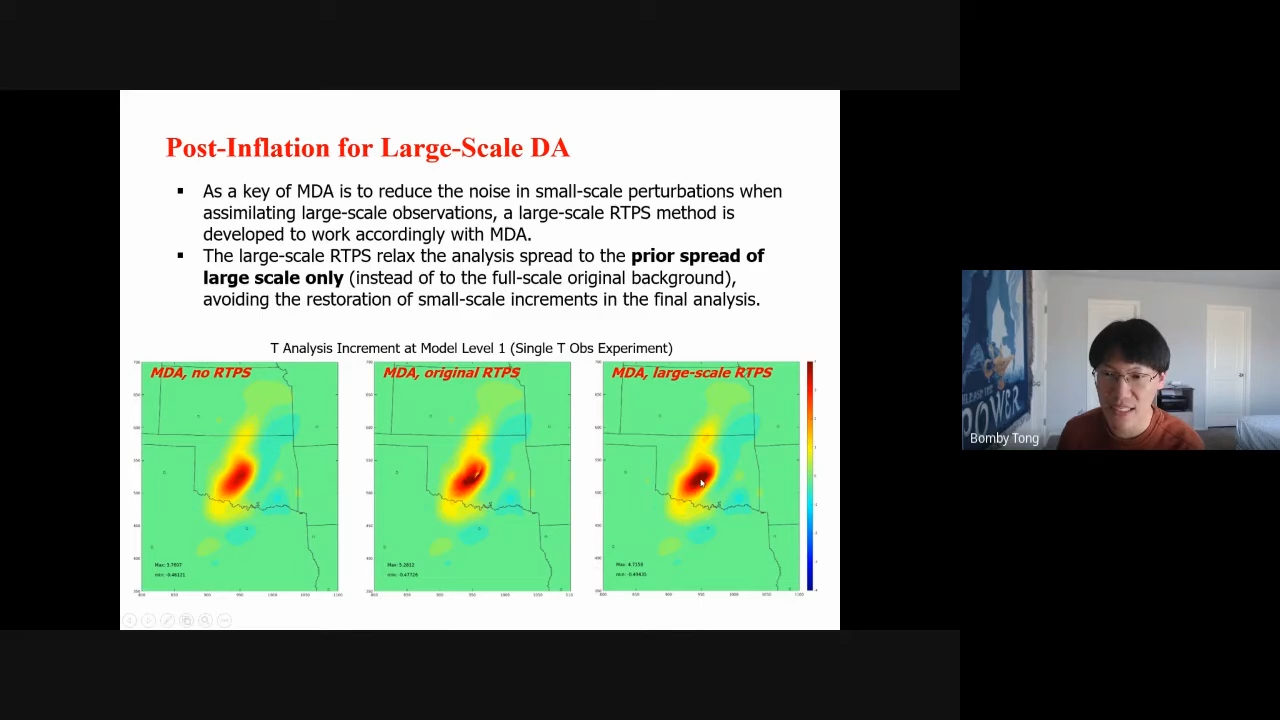 Post-Inflation for Large-Scale DA
▪ As a key of MDA is to reduce the noise in small-scale perturbations when
assimilating large-scale observations, a large-scale RTPS method is
developed to work accordingly with MDA.
▪ The large-scale RTPS relax the analysis spread to the prior spread of
large scale only (instead of to the full-scale original background),
avoiding the restoration of small-scale increments in the final analysis.
T Analysis Increment at Model Level 1 (Single T Obs Experiment)
MDA, no RTPS
MDA, original RTPS
MDA, large-scale RTPS
POWER
Bomby Tong